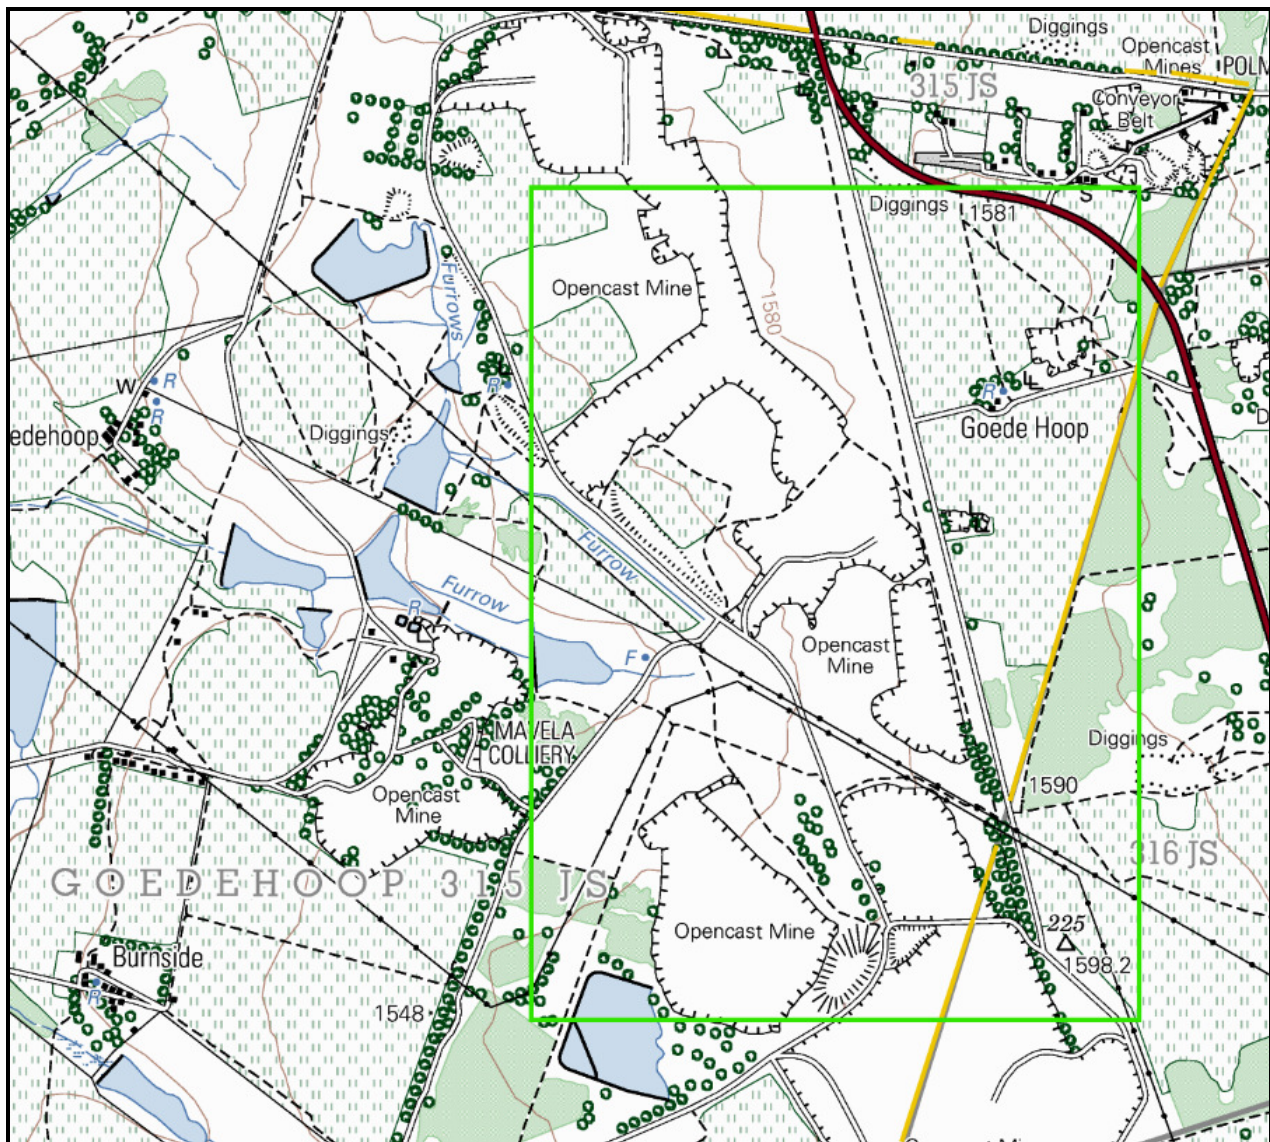 Diggings
Opencast
Mines
315 JS
Conveyor
Belt
Diggings
1581
S
Furrows
Opencast Mine
1580
W
R
R
R
R
L
edehoop
Diggings
Goede Hoop
Furrow
Furrow
R
F
Opencast
Mine
MAVELA
COLLIERY
Diggings
1590
Opencast
Mine
316 JS
GOEDEHOOP 315 JS
Opencast Mine
225
1598.2
Burnside
R
1548